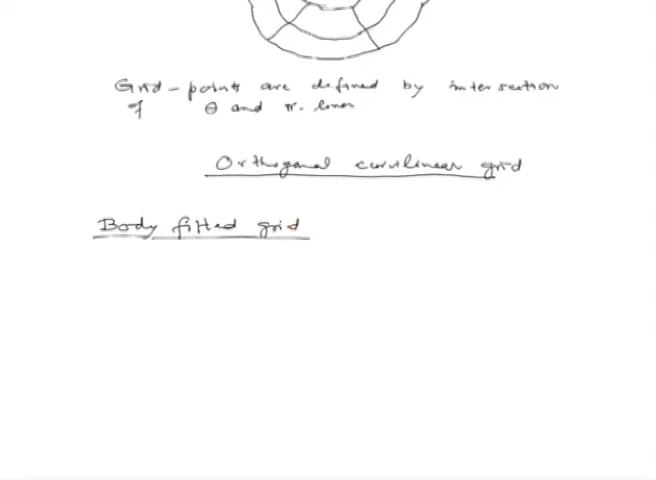 Grid - points are defined by intersection
of θ and r. lines
Orthogonal curvilinear grid
Body fitted grid